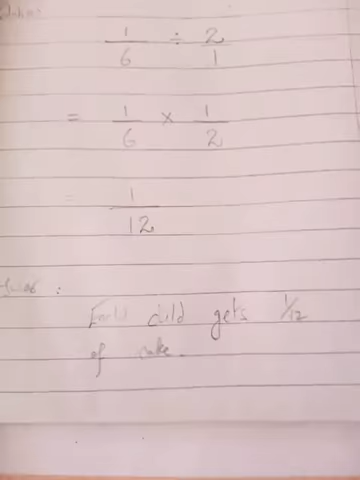 1/6 ÷ 2/1
= 1/6 × 1/2
= 1/12
:
Each child gets 1/12
of cake.